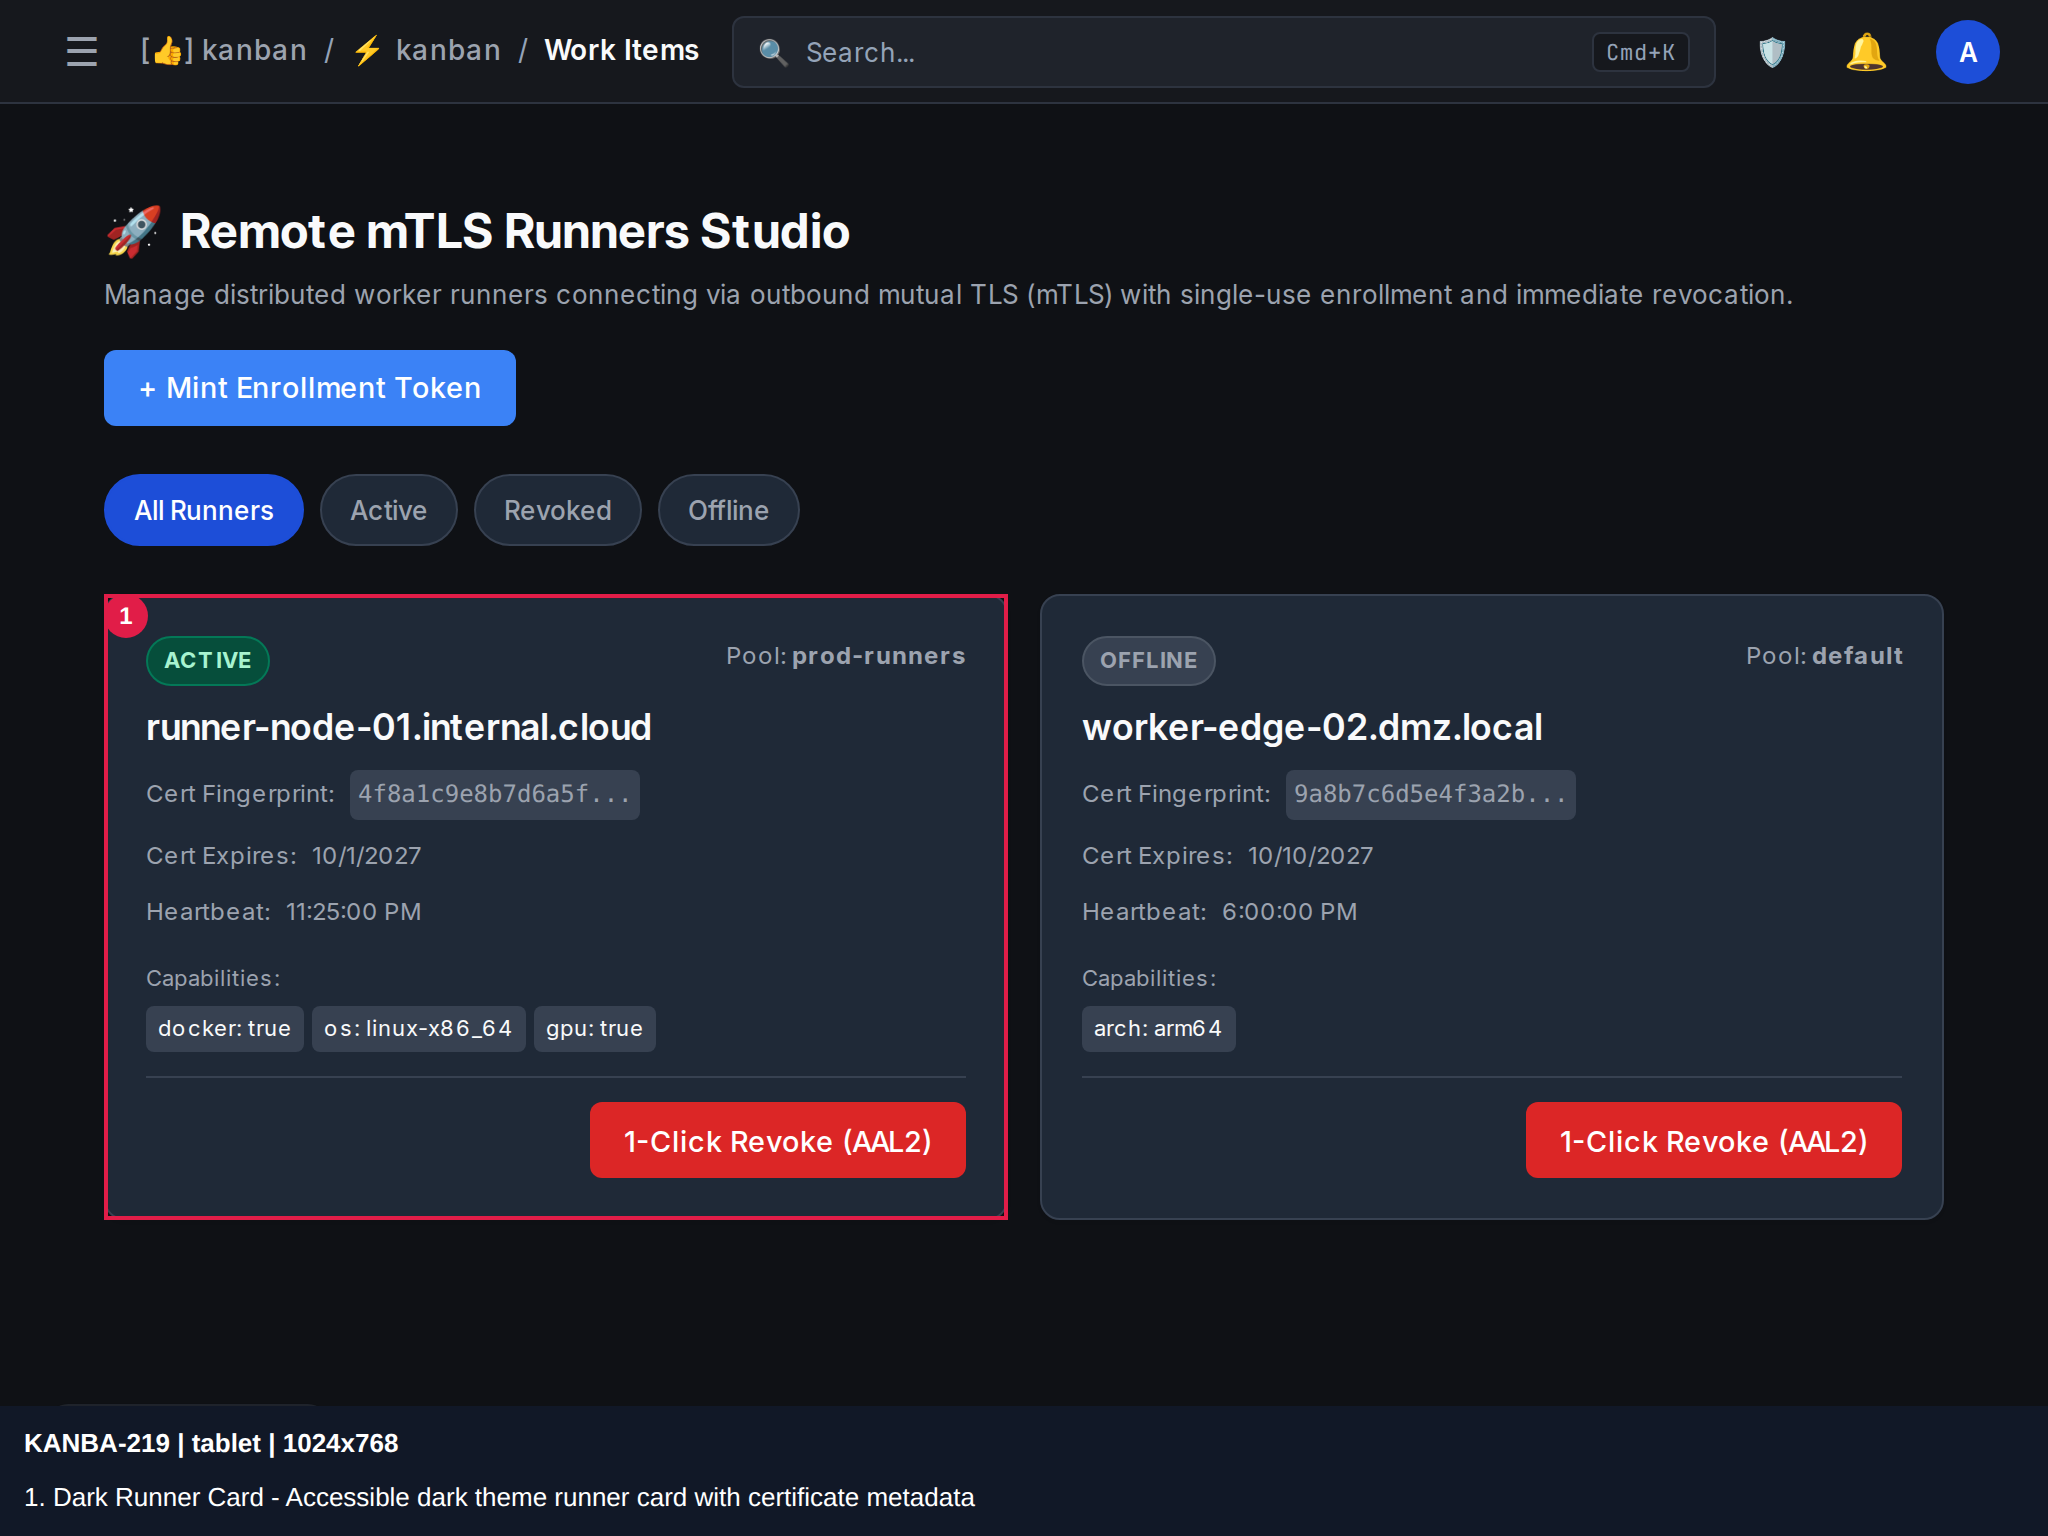 ☰ [👍] kanban / ⚡ kanban / Work Items 🔍 Search... Cmd+K 🛡️ 🔔 A
🚀 Remote mTLS Runners Studio
Manage distributed worker runners connecting via outbound mutual TLS (mTLS) with single-use enrollment and immediate revocation.
+ Mint Enrollment Token
All Runners Active Revoked Offline
1
ACTIVE Pool: prod-runners
runner-node-01.internal.cloud
Cert Fingerprint: 4f8a1c9e8b7d6a5f...
Cert Expires: 10/1/2027
Heartbeat: 11:25:00 PM
Capabilities:
docker: true os: linux-x86_64 gpu: true
1-Click Revoke (AAL2)
OFFLINE Pool: default
worker-edge-02.dmz.local
Cert Fingerprint: 9a8b7c6d5e4f3a2b...
Cert Expires: 10/10/2027
Heartbeat: 6:00:00 PM
Capabilities:
arch: arm64
1-Click Revoke (AAL2)
KANBA-219 | tablet | 1024x768
1. Dark Runner Card - Accessible dark theme runner card with certificate metadata